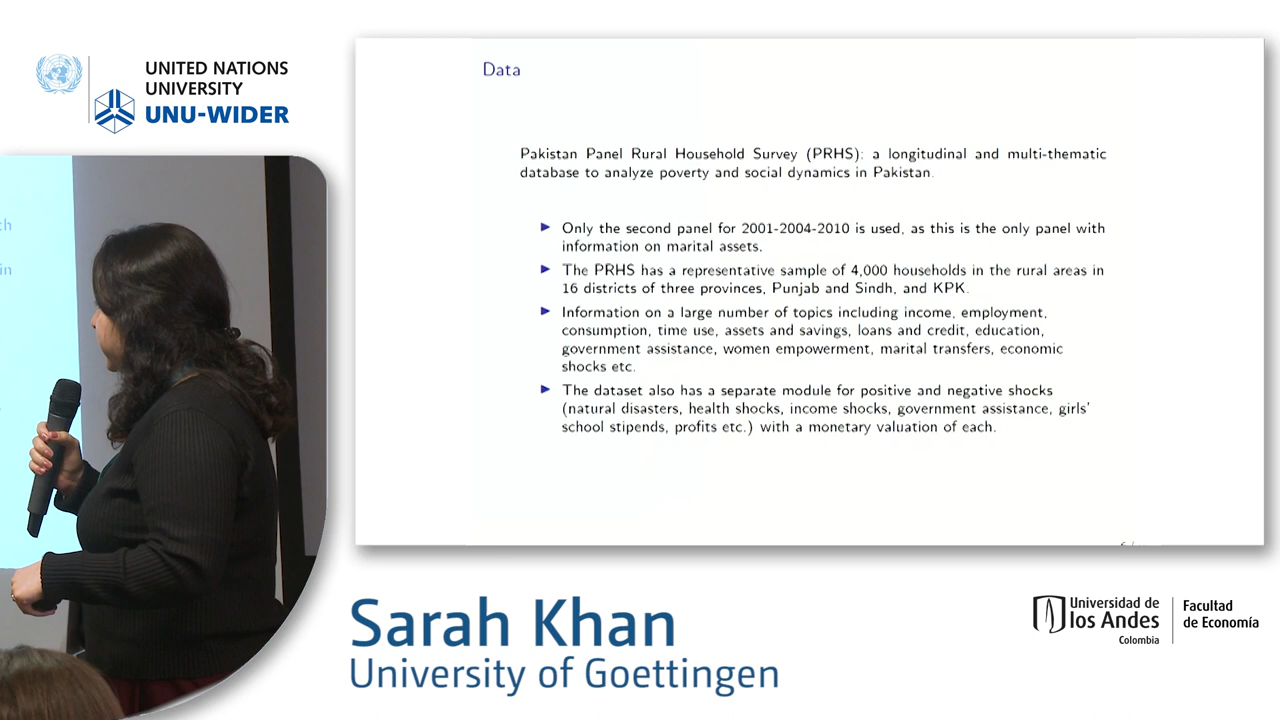 UNITED NATIONS
UNIVERSITY
UNU-WIDER
th
in
Data
Pakistan Panel Rural Household Survey (PRHS): a longitudinal and multi-thematic
database to analyze poverty and social dynamics in Pakistan.
Only the second panel for 2001-2004-2010 is used, as this is the only panel with
information on marital assets.
The PRHS has a representative sample of 4,000 households in the rural areas in
16 districts of three provinces, Punjab and Sindh, and KPK.
Information on a large number of topics including income, employment,
consumption, time use, assets and savings, loans and credit, education,
government assistance, women empowerment, marital transfers, economic
shocks etc.
The dataset also has a separate module for positive and negative shocks
(natural disasters, health shocks, income shocks, government assistance, girls'
school stipends, profits etc.) with a monetary valuation of each.
Sarah Khan
University of Goettingen
Universidad de
los Andes
Colombia
Facultad
de Economía